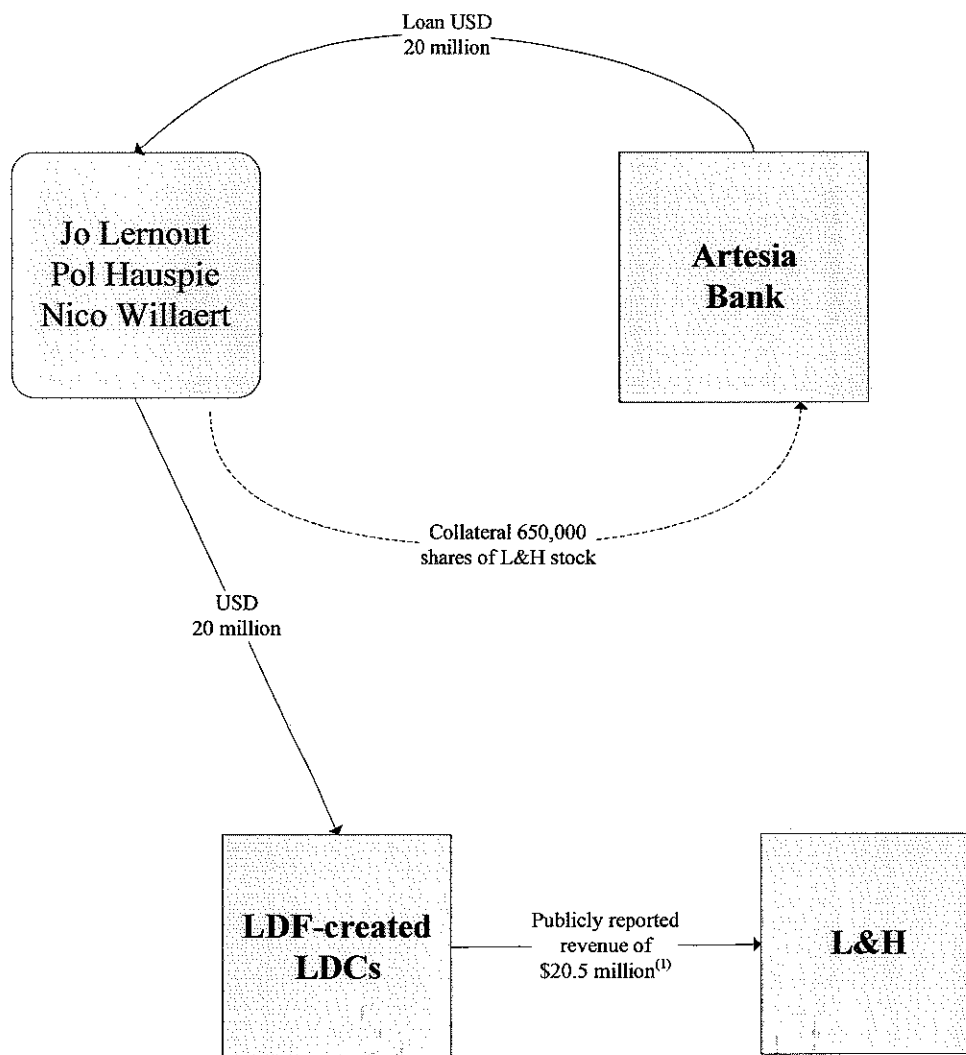 Loan USD
20 million
Jo Lernout
Pol Hauspie
Nico Willaert
Artesia
Bank
Collateral 650,000
shares of L&H stock
USD
20 million
LDF-created
LDCs
Publicly reported
revenue of
$20.5 million(1)
L&H